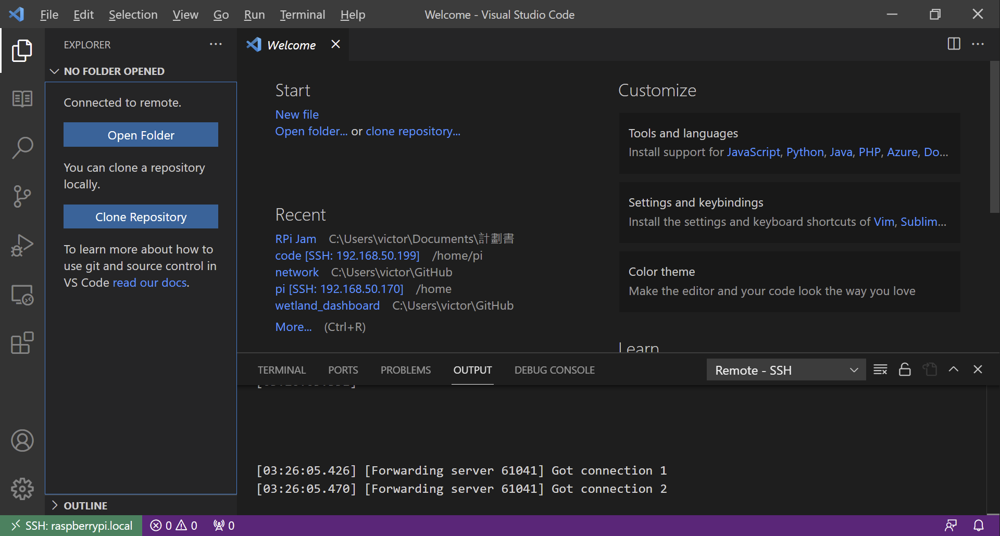 File Edit Selection View Go Run Terminal Help Welcome - Visual Studio Code
EXPLORER
NO FOLDER OPENED
Connected to remote.
Open Folder
You can clone a repository
locally.
Clone Repository
To learn more about how to
use git and source control in
VS Code read our docs.
OUTLINE
Welcome
Start
New file
Open folder... or clone repository...
Recent
RPi Jam C:\Users\victor\Documents\計劃書
code [SSH: 192.168.50.199] /home/pi
network C:\Users\victor\GitHub
pi [SSH: 192.168.50.170] /home
wetland_dashboard C:\Users\victor\GitHub
More... (Ctrl+R)
Customize
Tools and languages
Install support for JavaScript, Python, Java, PHP, Azure, Do...
Settings and keybindings
Install the settings and keyboard shortcuts of Vim, Sublim...
Color theme
Make the editor and your code look the way you love
Learn
TERMINAL PORTS PROBLEMS OUTPUT DEBUG CONSOLE Remote - SSH
[03:26:05.426] [Forwarding server 61041] Got connection 1
[03:26:05.470] [Forwarding server 61041] Got connection 2
SSH: raspberrypi.local 0 0 0